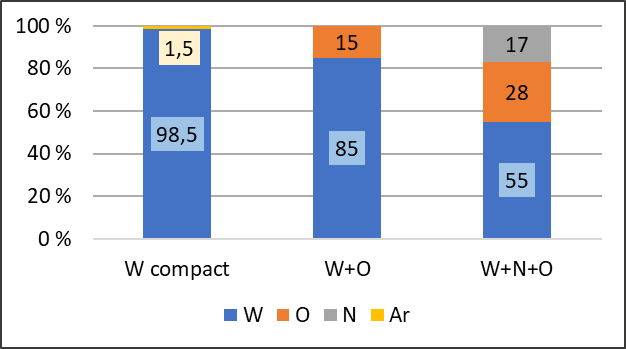 100 %
80 %
60 %
40 %
20 %
0 %
1,5
98,5
15
85
17
28
55
W compact
W+O
W+N+O
W
O
N
Ar